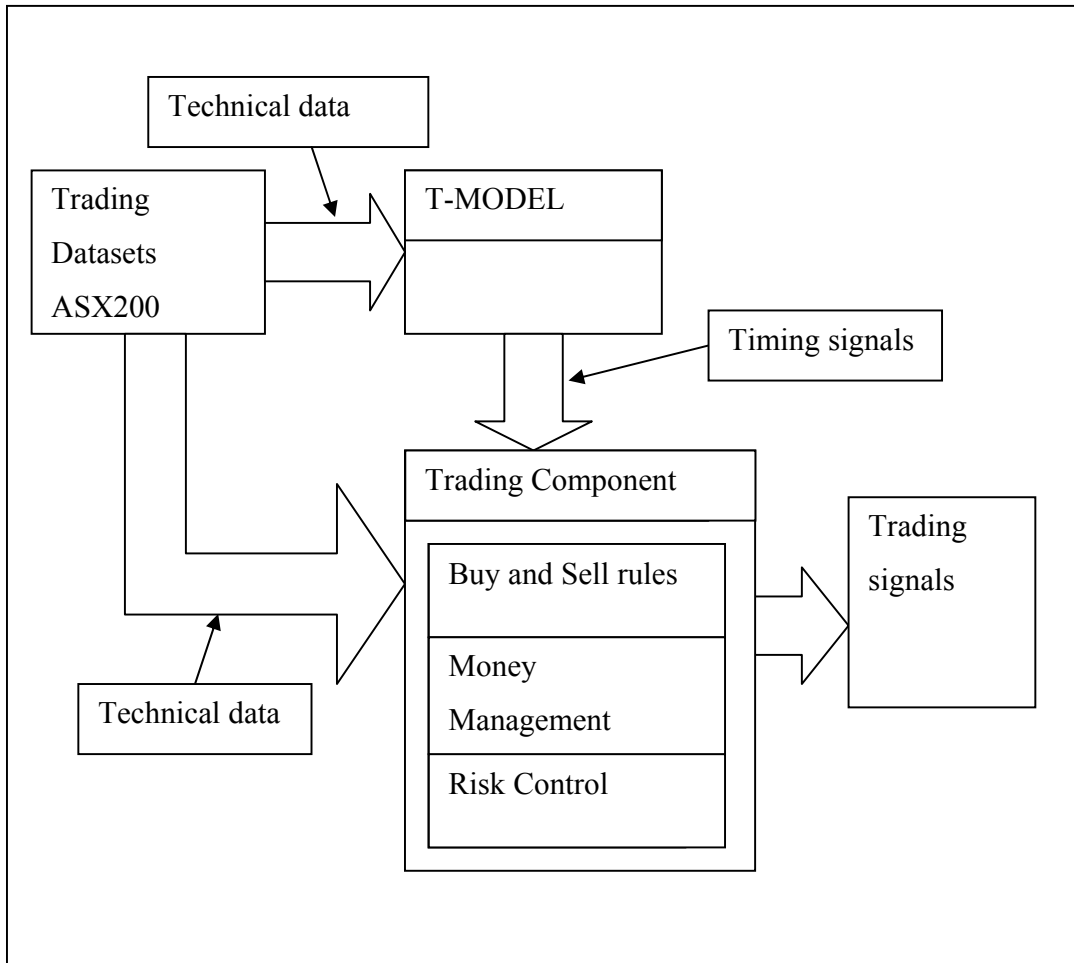 Technical data
Trading
Datasets
ASX200
T-MODEL
Timing signals
Trading Component
Buy and Sell rules
Money
Management
Risk Control
Trading
signals
Technical data